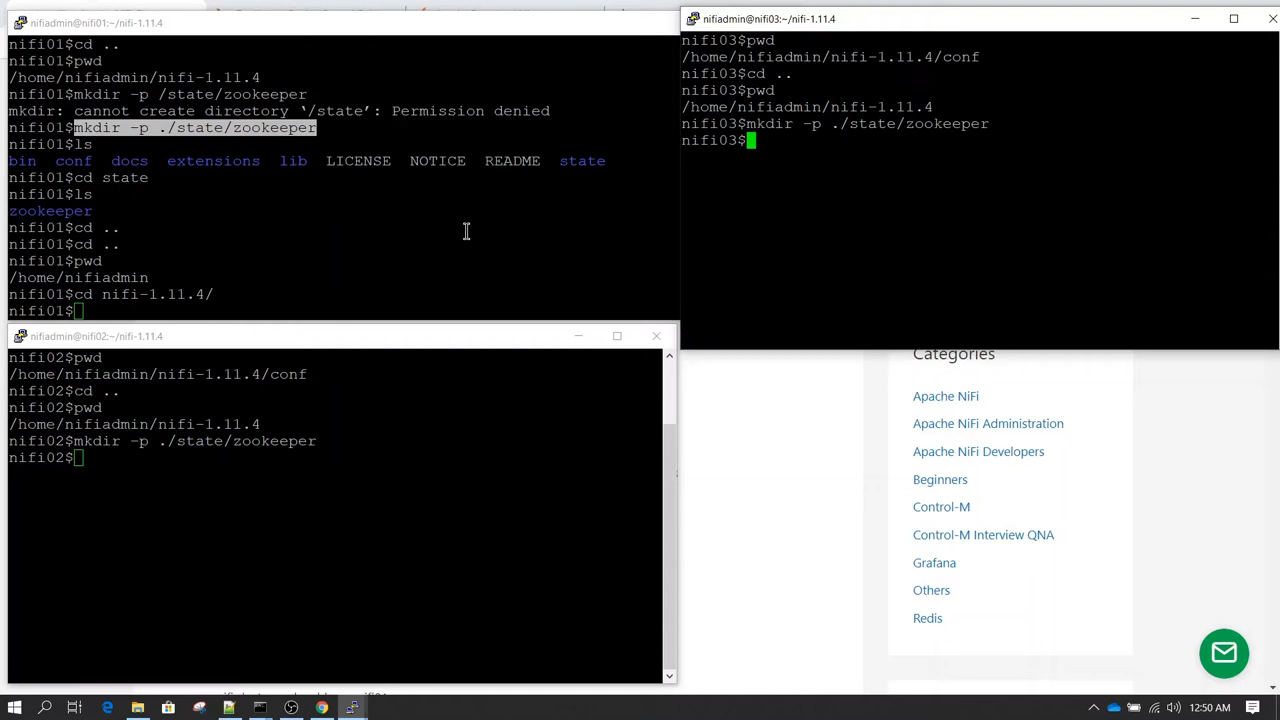 nifiadmin@nifi01:~/nifi-1.11.4
nifi01$cd ..
nifi01$pwd
/home/nifiadmin/nifi-1.11.4
nifi01$mkdir -p /state/zookeeper
mkdir: cannot create directory ‘/state’: Permission denied
nifi01$mkdir -p ./state/zookeeper
nifi01$ls
bin conf docs extensions lib LICENSE NOTICE README state
nifi01$cd state
nifi01$ls
zookeeper
nifi01$cd ..
nifi01$cd ..
nifi01$pwd
/home/nifiadmin
nifi01$cd nifi-1.11.4/
nifi01$
nifiadmin@nifi03:~/nifi-1.11.4
nifi03$pwd
/home/nifiadmin/nifi-1.11.4/conf
nifi03$cd ..
nifi03$pwd
/home/nifiadmin/nifi-1.11.4
nifi03$mkdir -p ./state/zookeeper
nifi03$
nifiadmin@nifi02:~/nifi-1.11.4
nifi02$pwd
/home/nifiadmin/nifi-1.11.4/conf
nifi02$cd ..
nifi02$pwd
/home/nifiadmin/nifi-1.11.4
nifi02$mkdir -p ./state/zookeeper
nifi02$
Categories
Apache NiFi
Apache NiFi Administration
Apache NiFi Developers
Beginners
Control-M
Control-M Interview QNA
Grafana
Others
Redis
12:50 AM